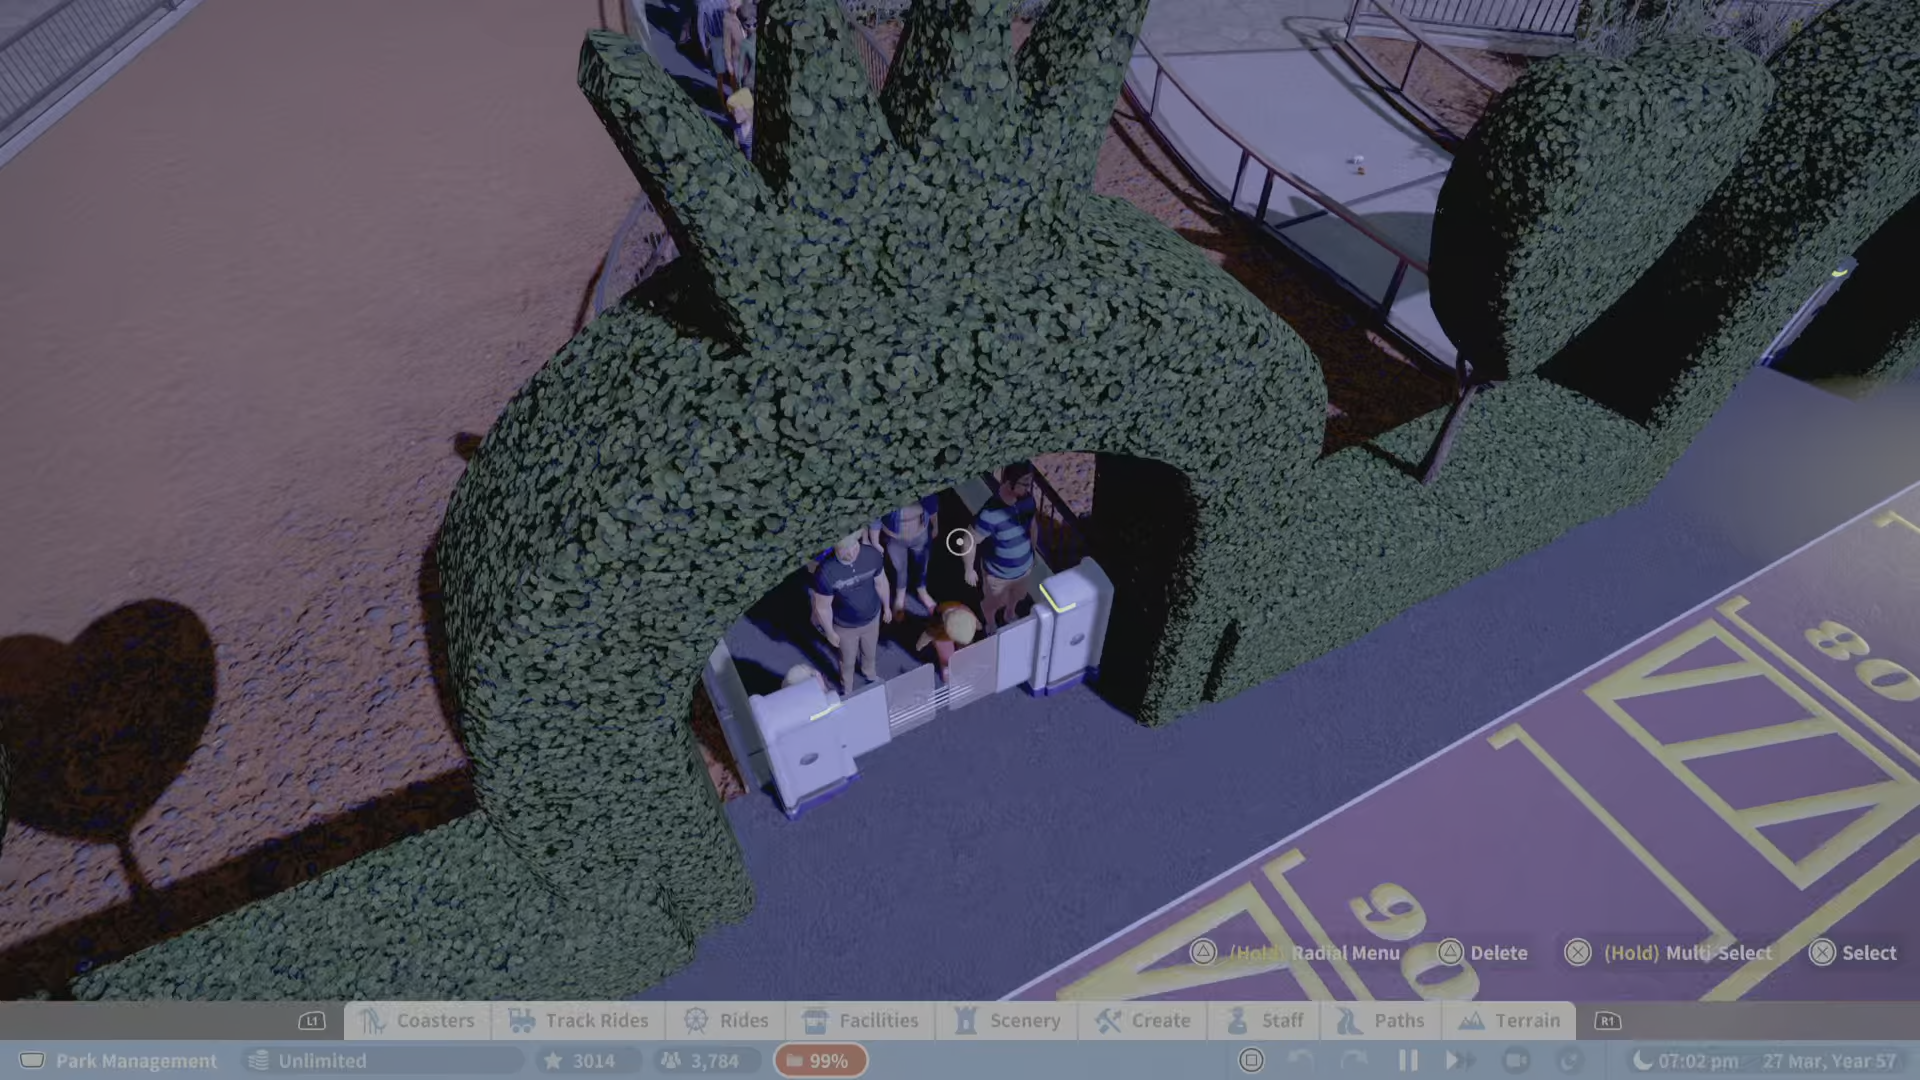 80
90
(Hold) Radial Menu Delete (Hold) Multi-Select Select
L1 Coasters Track Rides Rides Facilities Scenery Create Staff Paths Terrain R1
Park Management Unlimited 3014 3,784 99% 07:02 pm 27 Mar, Year 57